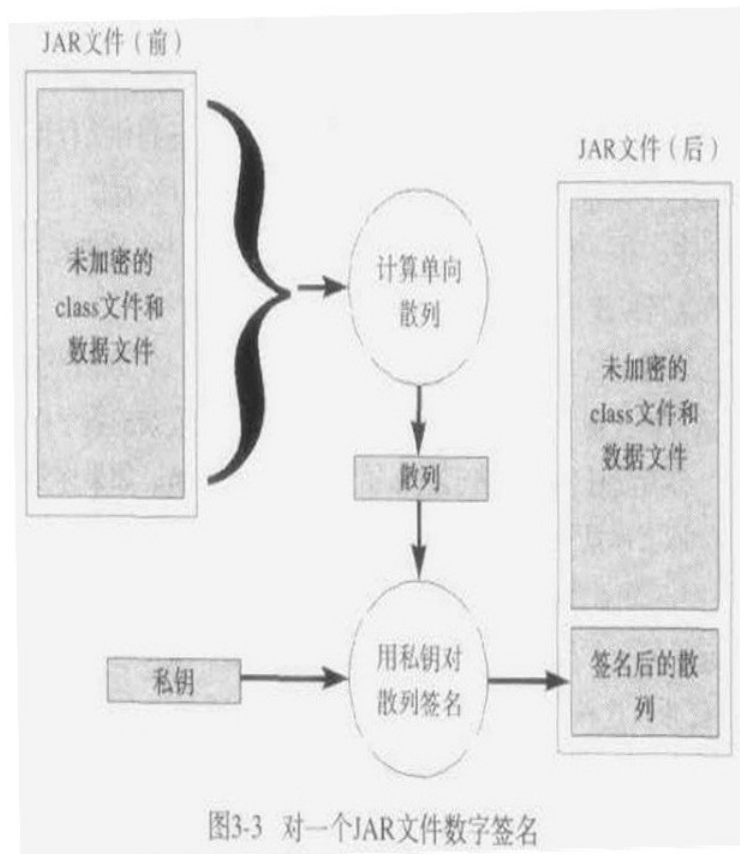 JAR文件（前）
未加密的
class文件和
数据文件
计算单向
散列
散列
私钥
用私钥对
散列签名
JAR文件（后）
未加密的
class文件和
数据文件
签名后的散
列
图3-3 对一个JAR文件数字签名